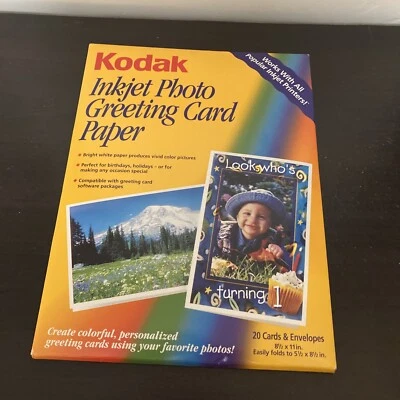 Kodak
Works With All
Popular Inkjet Printers!
Inkjet Photo
Greeting Card
Paper
Bright white paper produces vivid color pictures
Perfect for birthdays, holidays – or for
making any occasion special
Compatible with greeting card
software packages
Look who's
turning 1
Create colorful, personalized
greeting cards using your favorite photos!
20 Cards & Envelopes
8½ x 11in.
Easily folds to 5½ x 8½ in.